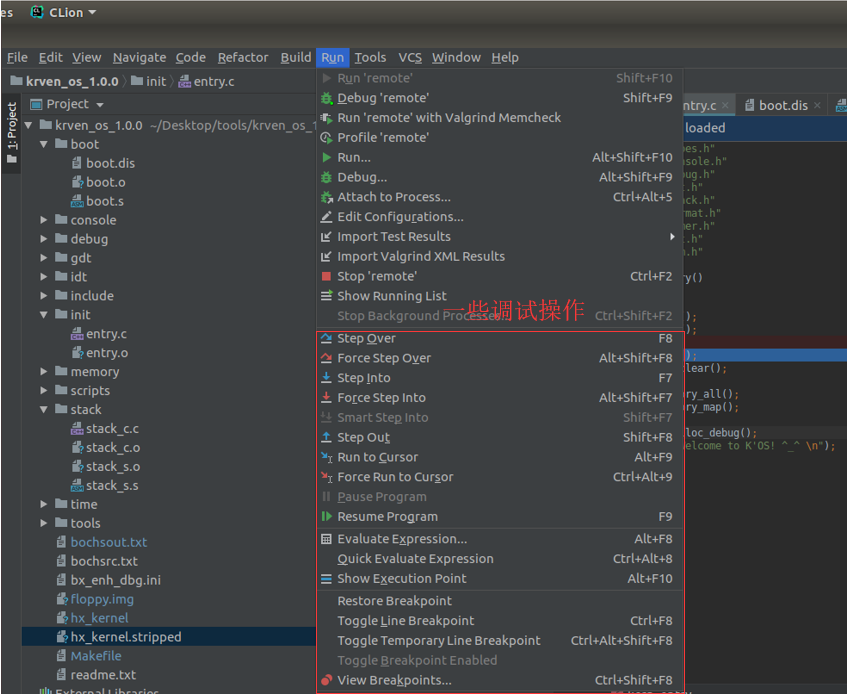 es CLion
File Edit View Navigate Code Refactor Build Run Tools VCS Window Help
krven_os_1.0.0 init entry.c
1: Project
Project
krven_os_1.0.0 ~/Desktop/tools/krven_os_1
boot
boot.dis
boot.o
boot.s
console
debug
gdt
idt
include
init
entry.c
entry.o
memory
scripts
stack
stack_c.c
stack_c.o
stack_s.o
stack_s.s
time
tools
bochsout.txt
bochsrc.txt
bx_enh_dbg.ini
floppy.img
hx_kernel
hx_kernel.stripped
Makefile
readme.txt
External Libraries
Run 'remote' Shift+F10
Debug 'remote' Shift+F9
Run 'remote' with Valgrind Memcheck
Profile 'remote'
Run... Alt+Shift+F10
Debug... Alt+Shift+F9
Attach to Process... Ctrl+Alt+5
Edit Configurations...
Import Test Results
Import Valgrind XML Results
Stop 'remote' Ctrl+F2
Show Running List
一些调试操作
Stop Background Processes... Ctrl+Shift+F2
Step Over F8
Force Step Over Alt+Shift+F8
Step Into F7
Force Step Into Alt+Shift+F7
Smart Step Into Shift+F7
Step Out Shift+F8
Run to Cursor Alt+F9
Force Run to Cursor Ctrl+Alt+9
Pause Program
Resume Program F9
Evaluate Expression... Alt+F8
Quick Evaluate Expression Ctrl+Alt+8
Show Execution Point Alt+F10
Restore Breakpoint
Toggle Line Breakpoint Ctrl+F8
Toggle Temporary Line Breakpoint Ctrl+Alt+Shift+F8
Toggle Breakpoint Enabled
View Breakpoints... Ctrl+Shift+F8
ntry.c boot.dis
loaded
pes.h"
nsole.h"
ug.h"
t.h"
ack.h"
rmat.h"
mer.h"
t.h"
m.h"
ry()
);
);
);
lear();
ry_all();
ry_map();
loc_debug();
elcome to K'OS! ^_^ \n");